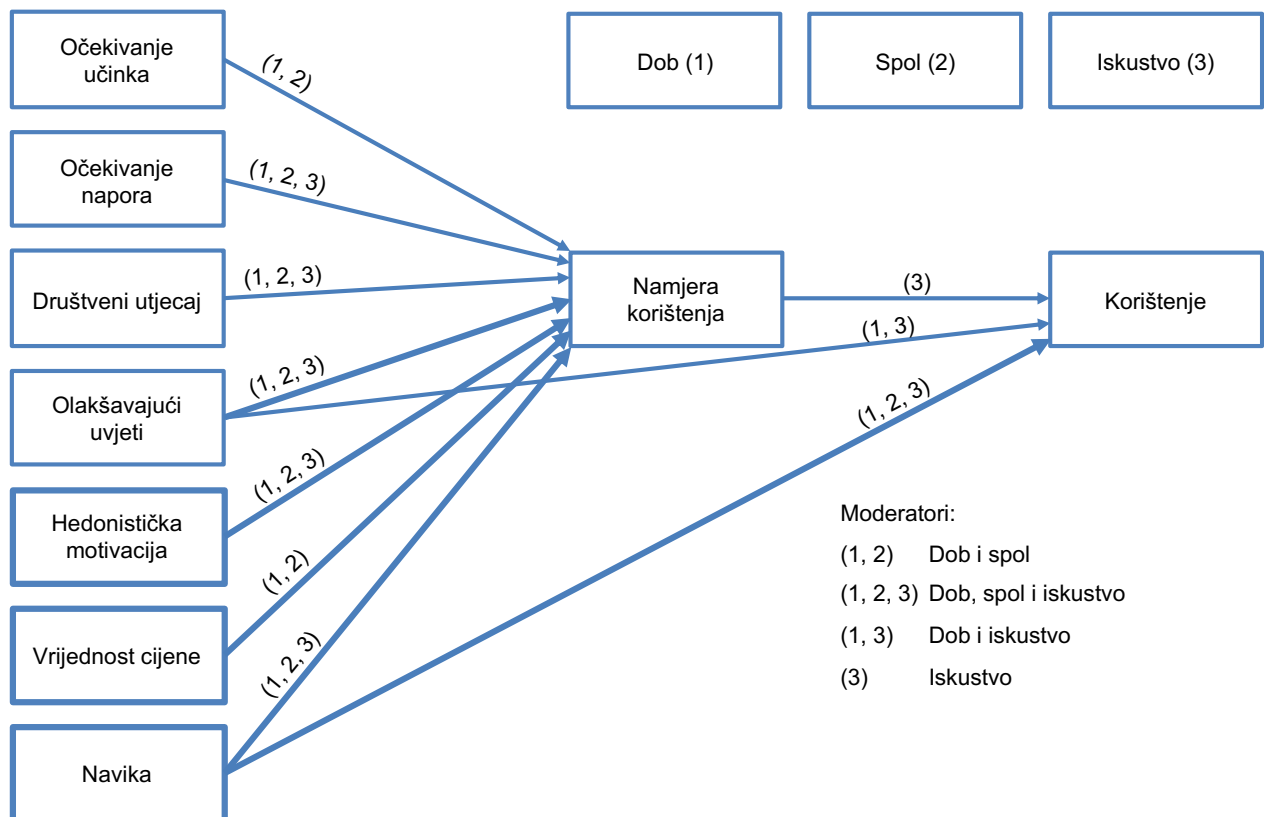 Očekivanje
učinka
(1, 2)
Dob (1)
Spol (2)
Iskustvo (3)
Očekivanje
napora
(1, 2, 3)
Društveni utjecaj
(1, 2, 3)
Namjera
korištenja
(3)
Korištenje
(1, 3)
Olakšavajući
uvjeti
(1, 2, 3)
(1, 2, 3)
Hedonistička
motivacija
(1, 2, 3)
Vrijednost cijene
(1, 2)
Navika
(1, 2, 3)
Moderatori:
(1, 2) Dob i spol
(1, 2, 3) Dob, spol i iskustvo
(1, 3) Dob i iskustvo
(3) Iskustvo